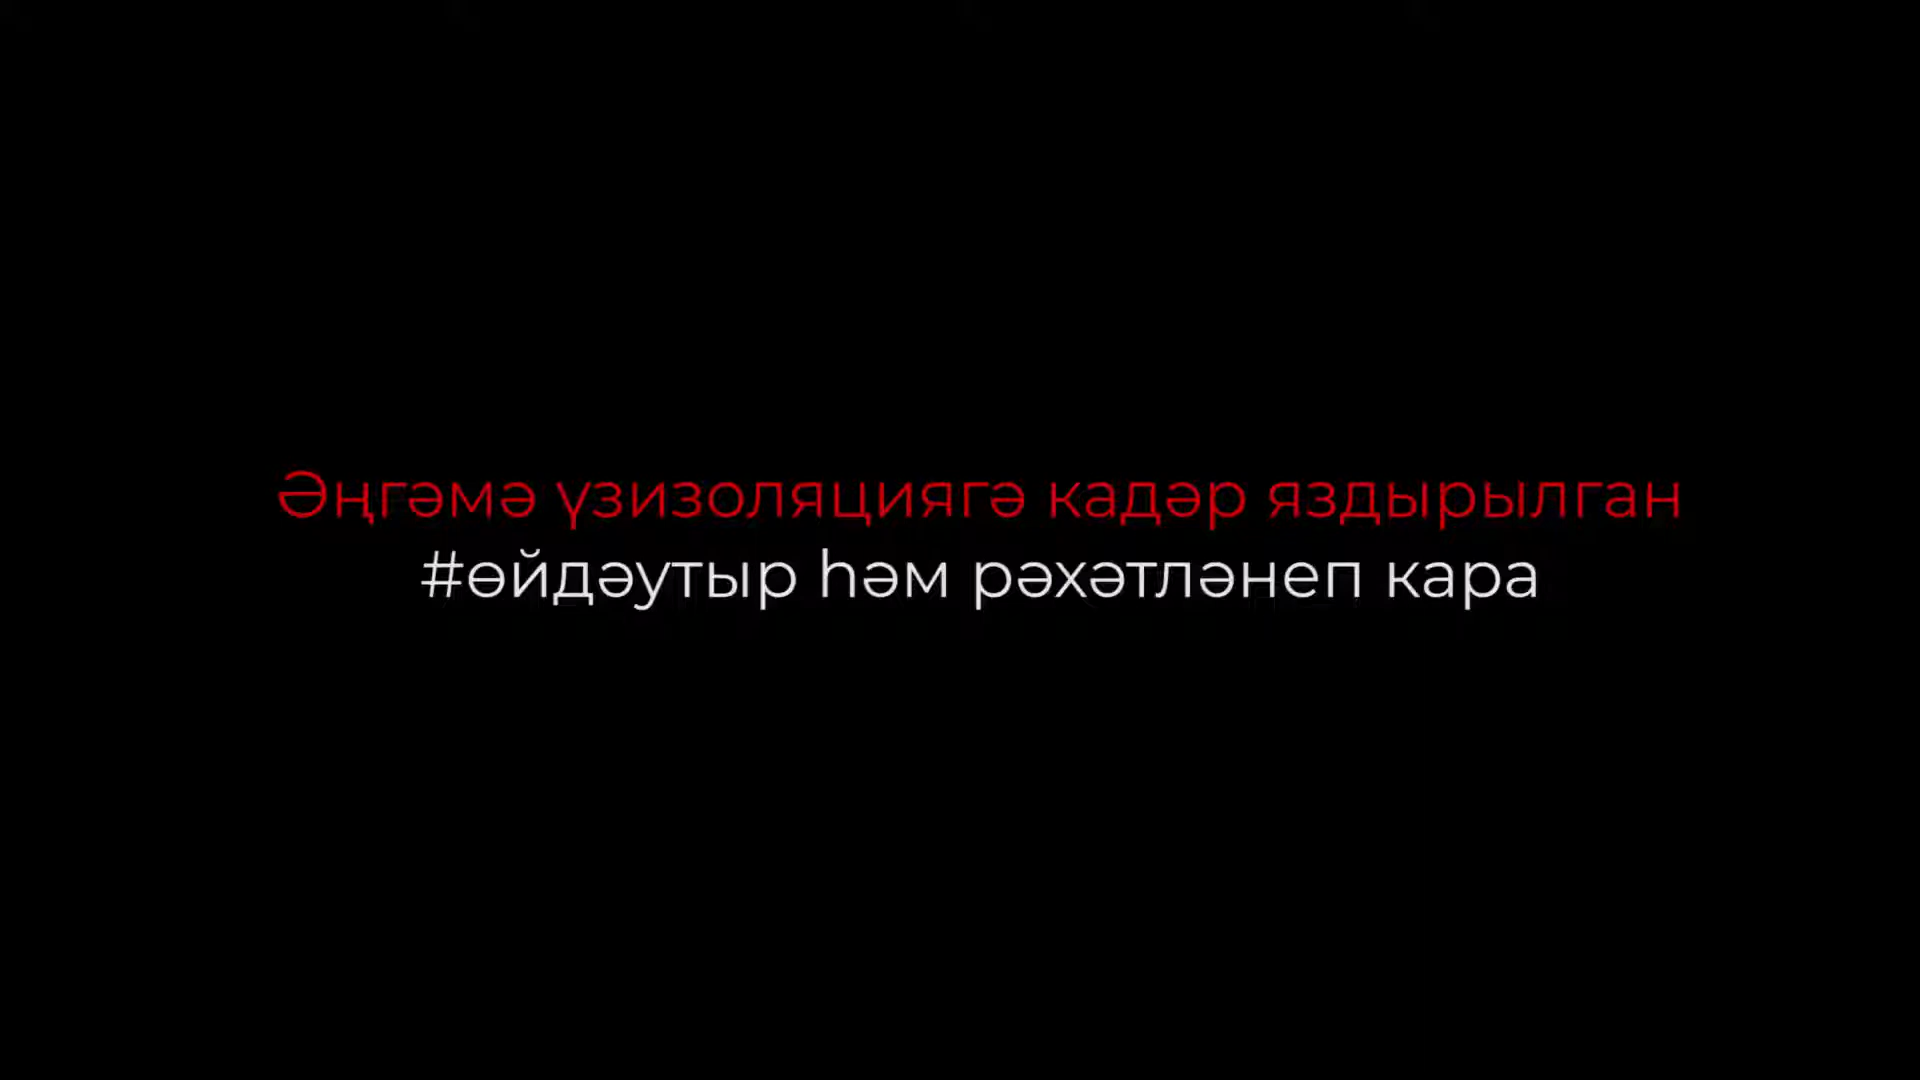 Әңгәмә үзизоляциягә кадәр яздырылган
#өйдәутыр һәм рәхәтләнеп кара